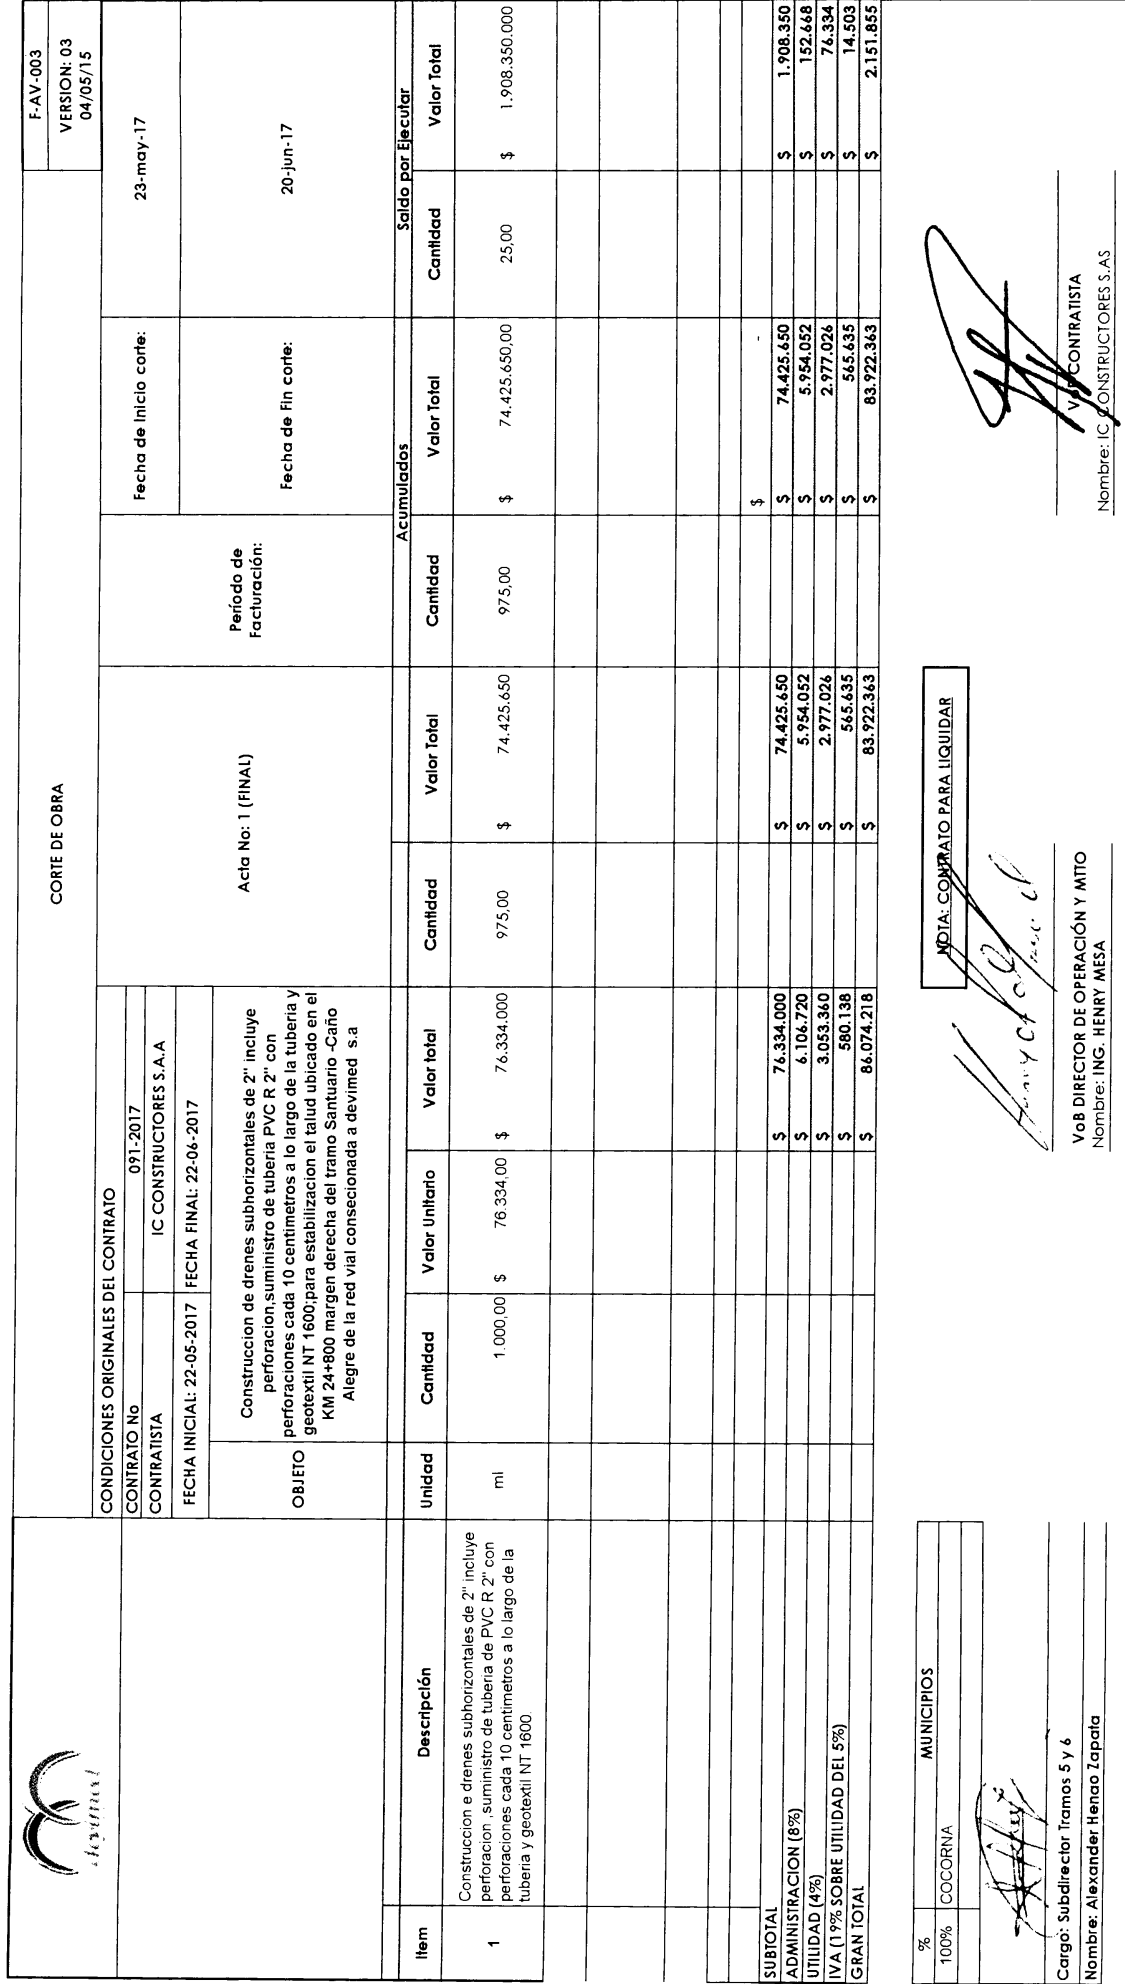 devimed
CORTE DE OBRA
F-AV-003
VERSION: 03
04/05/15
CONDICIONES ORIGINALES DEL CONTRATO
CONTRATO No 091-2017
CONTRATISTA IC CONSTRUCTORES S.A.A
FECHA INICIAL: 22-05-2017 FECHA FINAL: 22-06-2017
OBJETO
Construccion de drenes subhorizontales de 2" incluye
perforacion,suministro de tuberia PVC R 2" con
perforaciones cada 10 centimetros a lo largo de la tuberia y
geotextil NT 1600;para estabilizacion el talud ubicado en el
KM 24+800 margen derecha del tramo Santuario -Caño
Alegre de la red vial consecionada a devimed s.a
Acta No: 1 (FINAL)
Período de
Facturación:
Fecha de Inicio corte: 23-may-17
Fecha de Fin corte: 20-jun-17
Acumulados Saldo por Ejecutar
Item Descripción Unidad Cantidad Valor Unitario Valor total Cantidad Valor Total Cantidad Valor Total Cantidad Valor Total
1
Construccion e drenes subhorizontales de 2" incluye
perforacion ,suministro de tuberia de PVC R 2" con
perforaciones cada 10 centimetros a lo largo de la
tuberia y geotextil NT 1600.
ml 1.000,00 $ 76.334,00 $ 76.334.000 975,00 $ 74.425.650 975,00 $ 74.425.650,00 25,00 $ 1.908.350.000
$ -
SUBTOTAL $ 76.334.000 $ 74.425.650 $ 74.425.650 $ 1.908.350
ADMINISTRACION (8%) $ 6.106.720 $ 5.954.052 $ 5.954.052 $ 152.668
UTILIDAD (4%) $ 3.053.360 $ 2.977.026 $ 2.977.026 $ 76.334
IVA (19% SOBRE UTILIDAD DEL 5%) $ 580.138 $ 565.635 $ 565.635 $ 14.503
GRAN TOTAL $ 86.074.218 $ 83.922.363 $ 83.922.363 $ 2.151.855
% MUNICIPIOS
100% COCORNA
NOTA: CONTRATO PARA LIQUIDAR
Cargo: Subdirector Tramos 5 y 6
Nombre: Alexander Henao Zapata
VoB DIRECTOR DE OPERACIÓN Y MTTO
Nombre: ING. HENRY MESA
CONTRATISTA
Nombre: IC CONSTRUCTORES S.AS